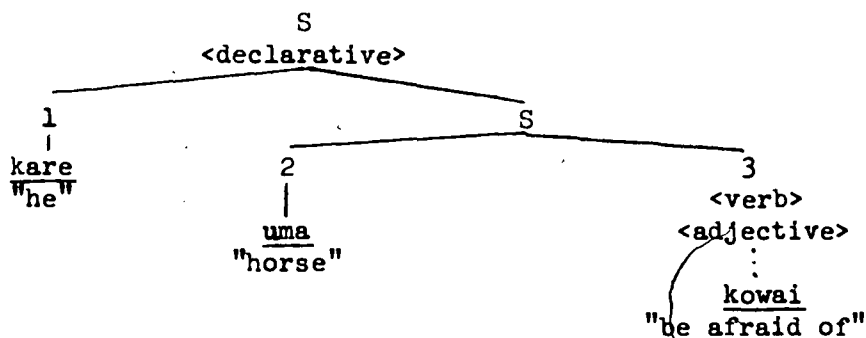 S
<declarative>
1 S
kare 2 3
"he" <verb>
uma <adjective>
"horse" kowai
"be afraid of"